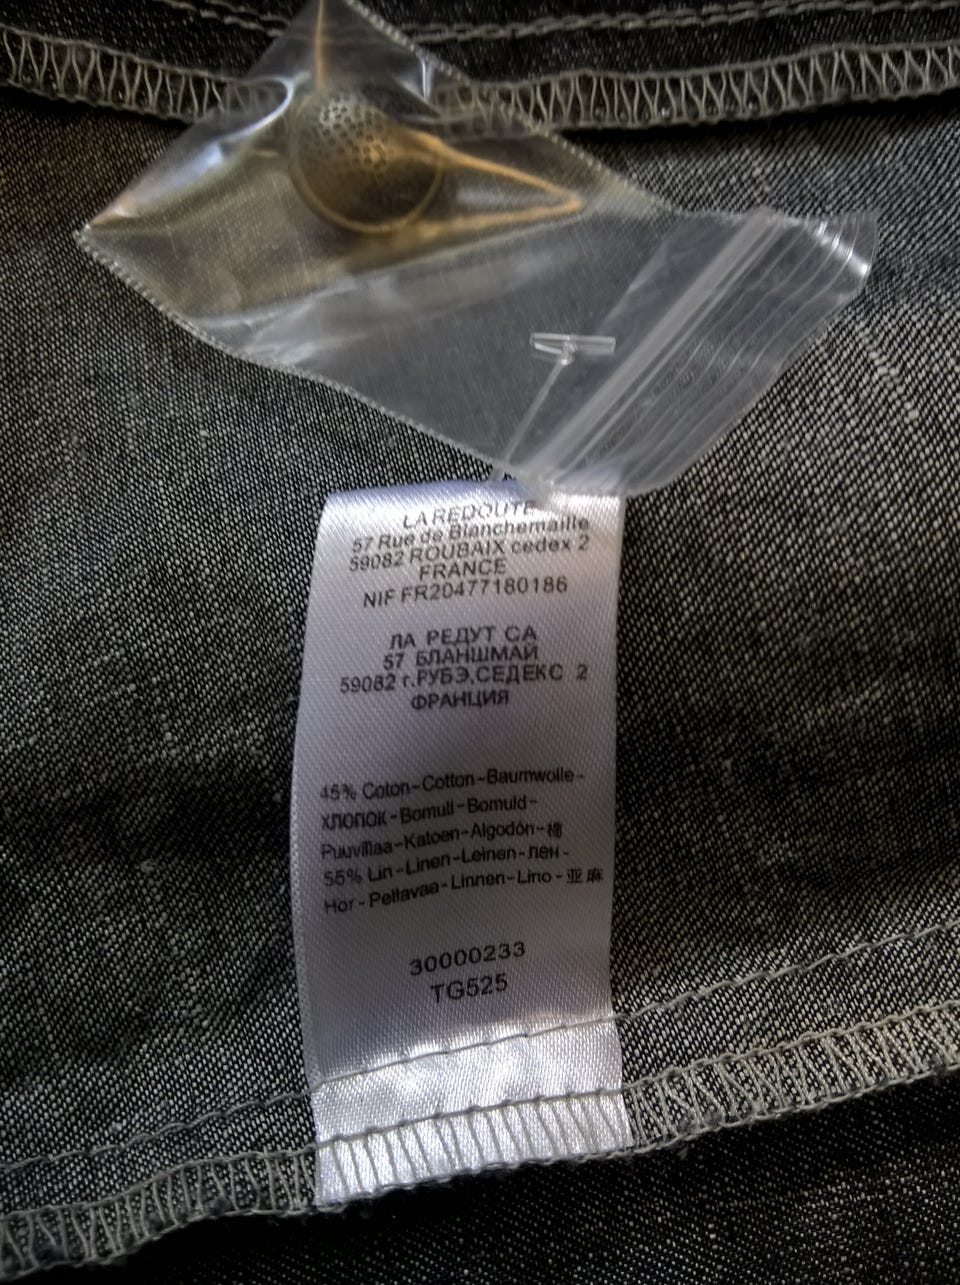 LA REDOUTE
57 Rue de Blanchemaille
59082 ROUBAIX cedex 2
FRANCE
NIF FR20477180186
ЛА РЕДУТ СА
57 БЛАНШМАЙ
59082 г.РУБЭ,СЕДЕКС 2
ФРАНЦИЯ
45% Coton-Cotton-Baumwolle-
ХЛОПОК-Bomull-Bomuld-
Puuvillaa-Katoen-Algodón-棉
55% Lin-Linen-Leinen-лен-
Hor-Pellavaa-Linnen-Lino-亚麻
30000233
TG525